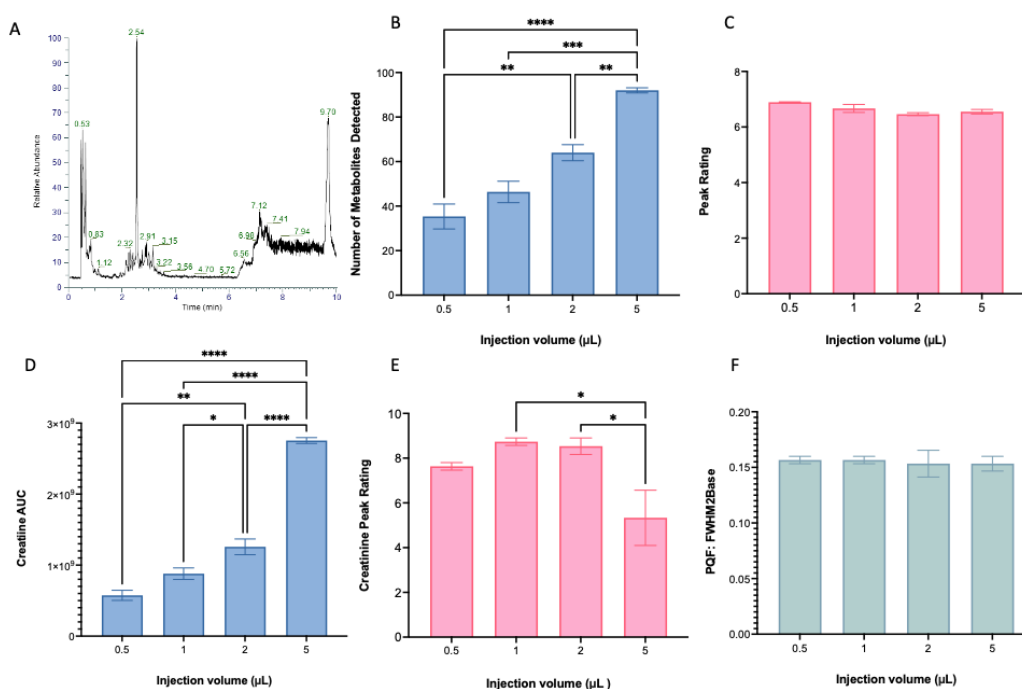 A
0.53
2.54
9.70
0.83
1.12
2.32
2.91
3.15
3.22
3.56
4.70
5.72
6.56
6.96
7.12
7.41
7.94
100
90
80
70
60
50
40
30
20
10
0
Relative Abundance
0 2 4 6 8 10
Time (min)
B
****
***
** **
100
80
60
40
20
0
Number of Metabolites Detected
0.5 1 2 5
Injection volume (µL)
C
8
6
4
2
0
Peak Rating
0.5 1 2 5
Injection volume (µL)
D
****
****
**
* ****
3×10⁹
2×10⁹
1×10⁹
0
Creatiine AUC
0.5 1 2 5
Injection volume (µL)
E
*
*
10
8
6
4
2
0
Creatinine Peak Rating
0.5 1 2 5
Injection volume (µL )
F
0.20
0.15
0.10
0.05
0.00
PQF: FWHM2Base
0.5 1 2 5
Injection volume (µL)